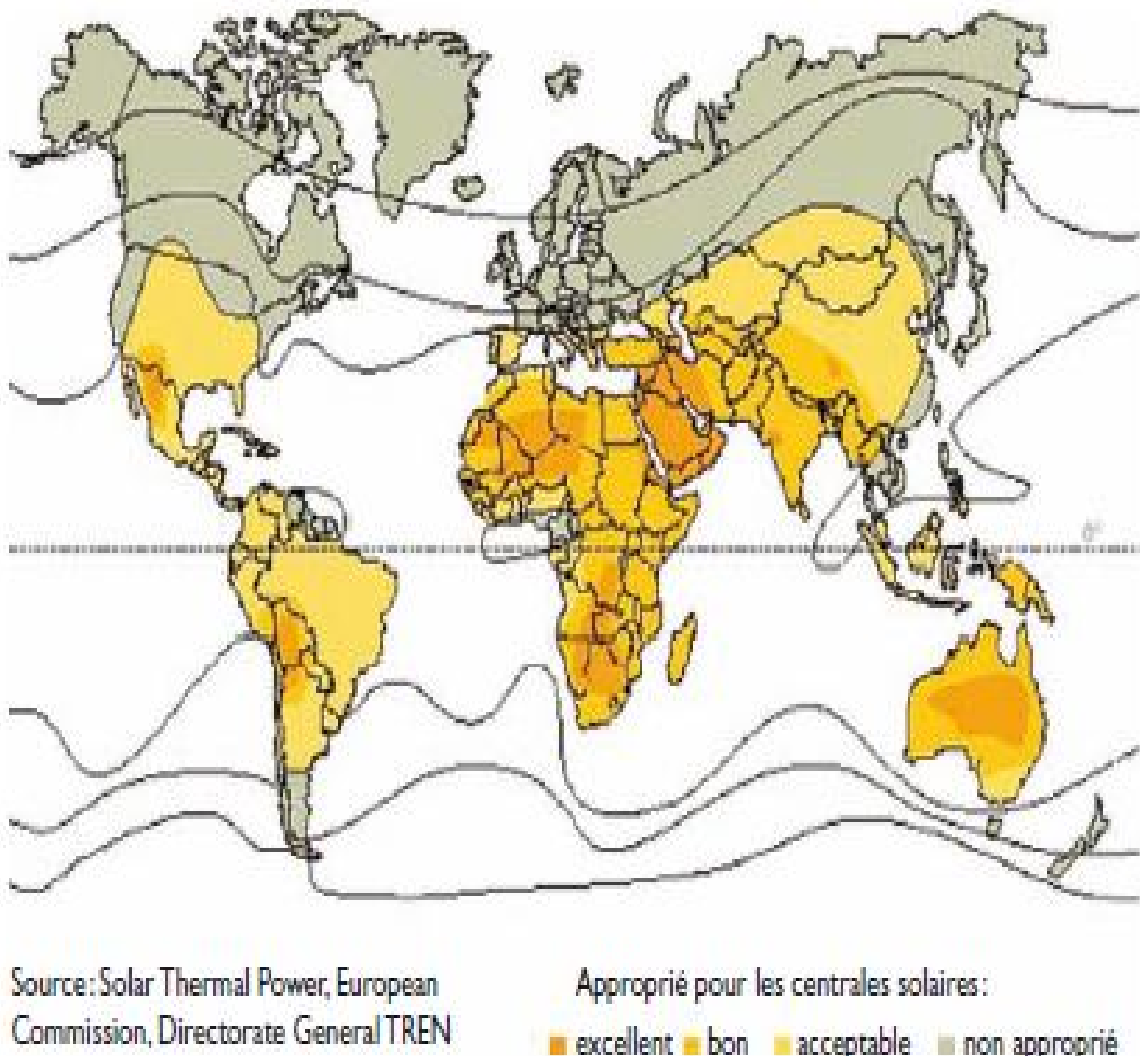 0°
Source: Solar Thermal Power, European
Commission, Directorate General TREN
Approprié pour les centrales solaires:
excellent bon acceptable non approprié